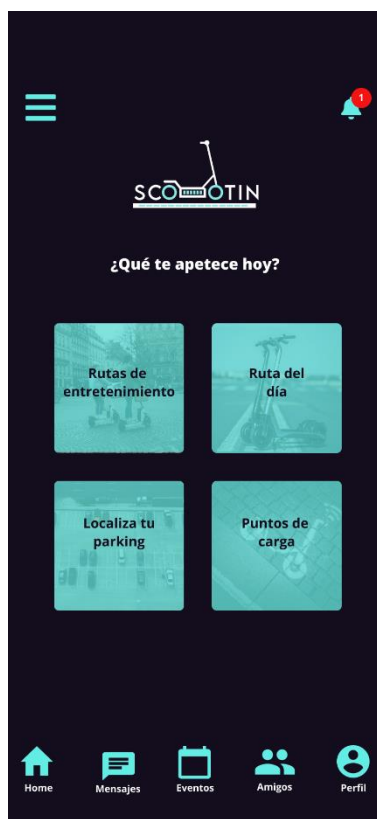 1
SCOOTIN
¿Qué te apetece hoy?
Rutas de
entretenimiento
Ruta del
día
Localiza tu
parking
Puntos de
carga
Home
Mensajes
Eventos
Amigos
Perfil